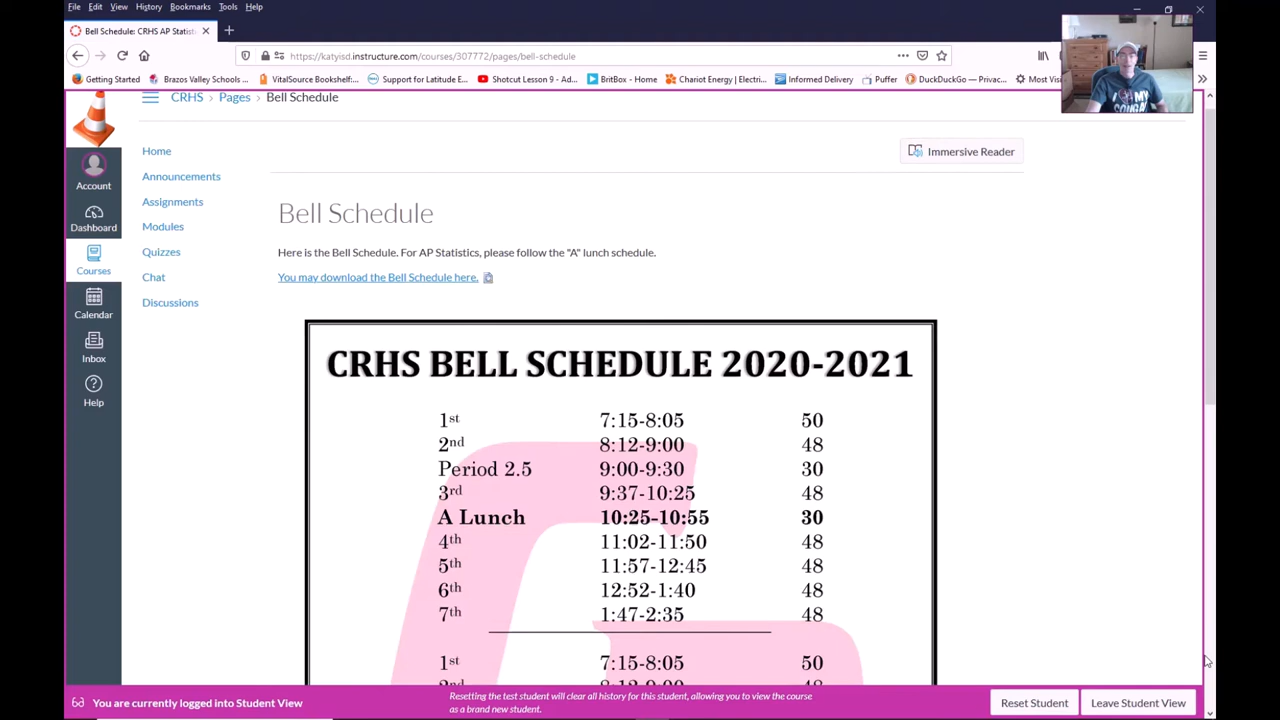 File Edit View History Bookmarks Tools Help
Bell Schedule: CRHS AP Statist
https://katyisd.instructure.com/courses/307772/pages/bell-schedule
Getting Started Brazos Valley Schools ... VitalSource Bookshelf:... Support for Latitude E... Shotcut Lesson 9 - Ad... BritBox - Home Chariot Energy | Electri... Informed Delivery Puffer DuckDuckGo — Privac... Most Visi
CRHS > Pages > Bell Schedule
Account
Dashboard
Courses
Calendar
Inbox
Help
Home
Announcements
Assignments
Modules
Quizzes
Chat
Discussions
Immersive Reader
Bell Schedule
Here is the Bell Schedule. For AP Statistics, please follow the "A" lunch schedule.
You may download the Bell Schedule here.
CRHS BELL SCHEDULE 2020-2021
1st 7:15-8:05 50
2nd 8:12-9:00 48
Period 2.5 9:00-9:30 30
3rd 9:37-10:25 48
A Lunch 10:25-10:55 30
4th 11:02-11:50 48
5th 11:57-12:45 48
6th 12:52-1:40 48
7th 1:47-2:35 48
1st 7:15-8:05 50
2nd 8:12-9:00 48
You are currently logged into Student View
Resetting the test student will clear all history for this student, allowing you to view the course
as a brand new student.
Reset Student
Leave Student View